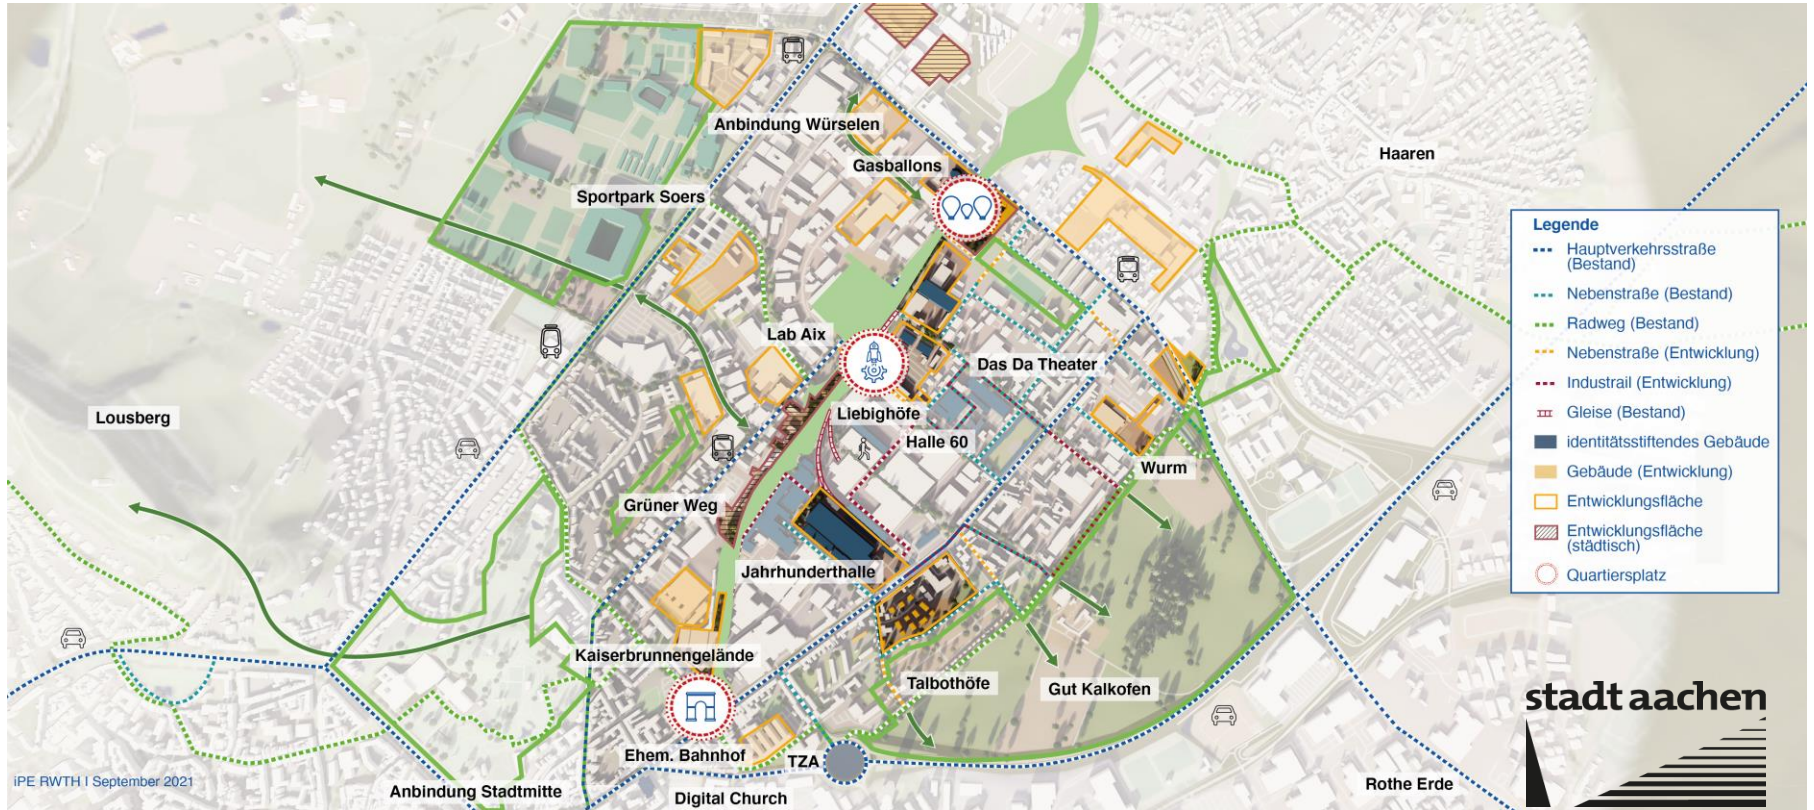 Anbindung Würselen
Gasballons
Haaren
Sportpark Soers
Lab Aix
Das Da Theater
Lousberg
Liebighöfe
Halle 60
Wurm
Grüner Weg
Jahrhunderthalle
Kaiserbrunnengelände
Talbothöfe
Gut Kalkofen
Ehem. Bahnhof
TZA
Anbindung Stadtmitte
Digital Church
Rothe Erde
iPE RWTH I September 2021
Legende
Hauptverkehrsstraße
(Bestand)
Nebenstraße (Bestand)
Radweg (Bestand)
Nebenstraße (Entwicklung)
Industrail (Entwicklung)
Gleise (Bestand)
identitätsstiftendes Gebäude
Gebäude (Entwicklung)
Entwicklungsfläche
Entwicklungsfläche
(städtisch)
Quartiersplatz
stadt aachen